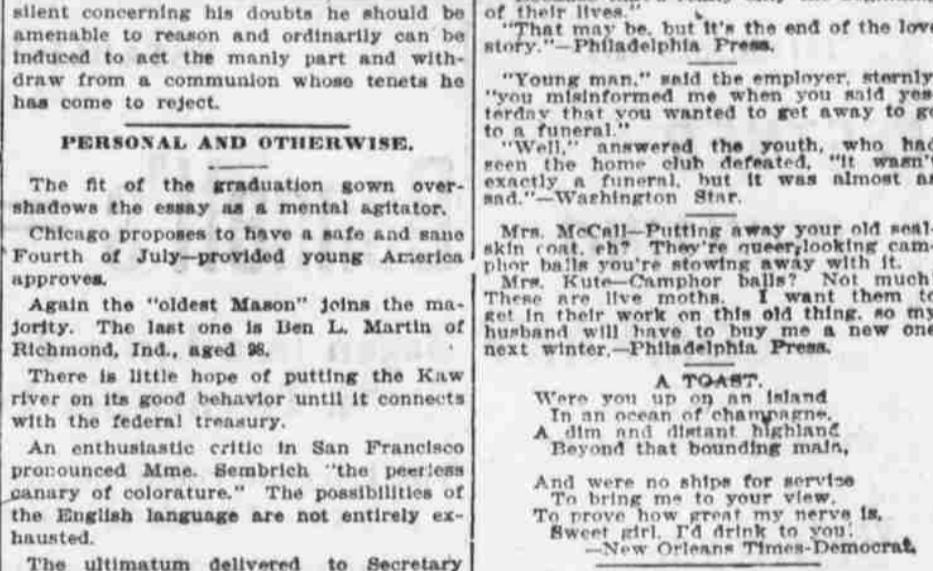 silent concerning his doubts he should be
amenable to reason and ordinarily can be
induced to act the manly part and with-
draw from a communion whose tenets he
has come to reject.
PERSONAL AND OTHERWISE.
The fit of the graduation gown over-
shadows the essay as a mental agitator.
Chicago proposes to have a safe and sane
Fourth of July—provided young America
approves.
Again the "oldest Mason" joins the ma-
jority. The last one is Ben L. Martin of
Richmond, Ind., aged 98.
There is little hope of putting the Kaw
river on its good behavior until it connects
with the federal treasury.
An enthusiastic critic in San Francisco
pronounced Mme. Sembrich "the peerless
canary of colorature." The possibilities of
the English language are not entirely ex-
hausted.
The ultimatum delivered to Secretary
of their lives."
"That may be, but it's the end of the love
story."—Philadelphia Press.
"Young man," said the employer, sternly,
"you misinformed me when you said yes-
terday that you wanted to get away to go
to a funeral."
"Well," answered the youth, who had
seen the home club defeated, "it wasn't
exactly a funeral, but it was almost as
sad."—Washington Star.
Mrs. McCall—Putting away your old seal-
skin coat, eh? They're queer looking cam-
phor balls you're stowing away with it.
Mrs. Kute—Camphor balls? Not much!
These are live moths. I want them to
get in their work on this old thing, so my
husband will have to buy me a new one
next winter.—Philadelphia Press.
A TOAST.
Were you up on an island
In an ocean of champagne,
A dim and distant highland
Beyond that bounding main,
And were no ships for service
To bring me to your view,
To prove how great my nerve is,
Sweet girl, I'd drink to you!
—New Orleans Times-Democrat.